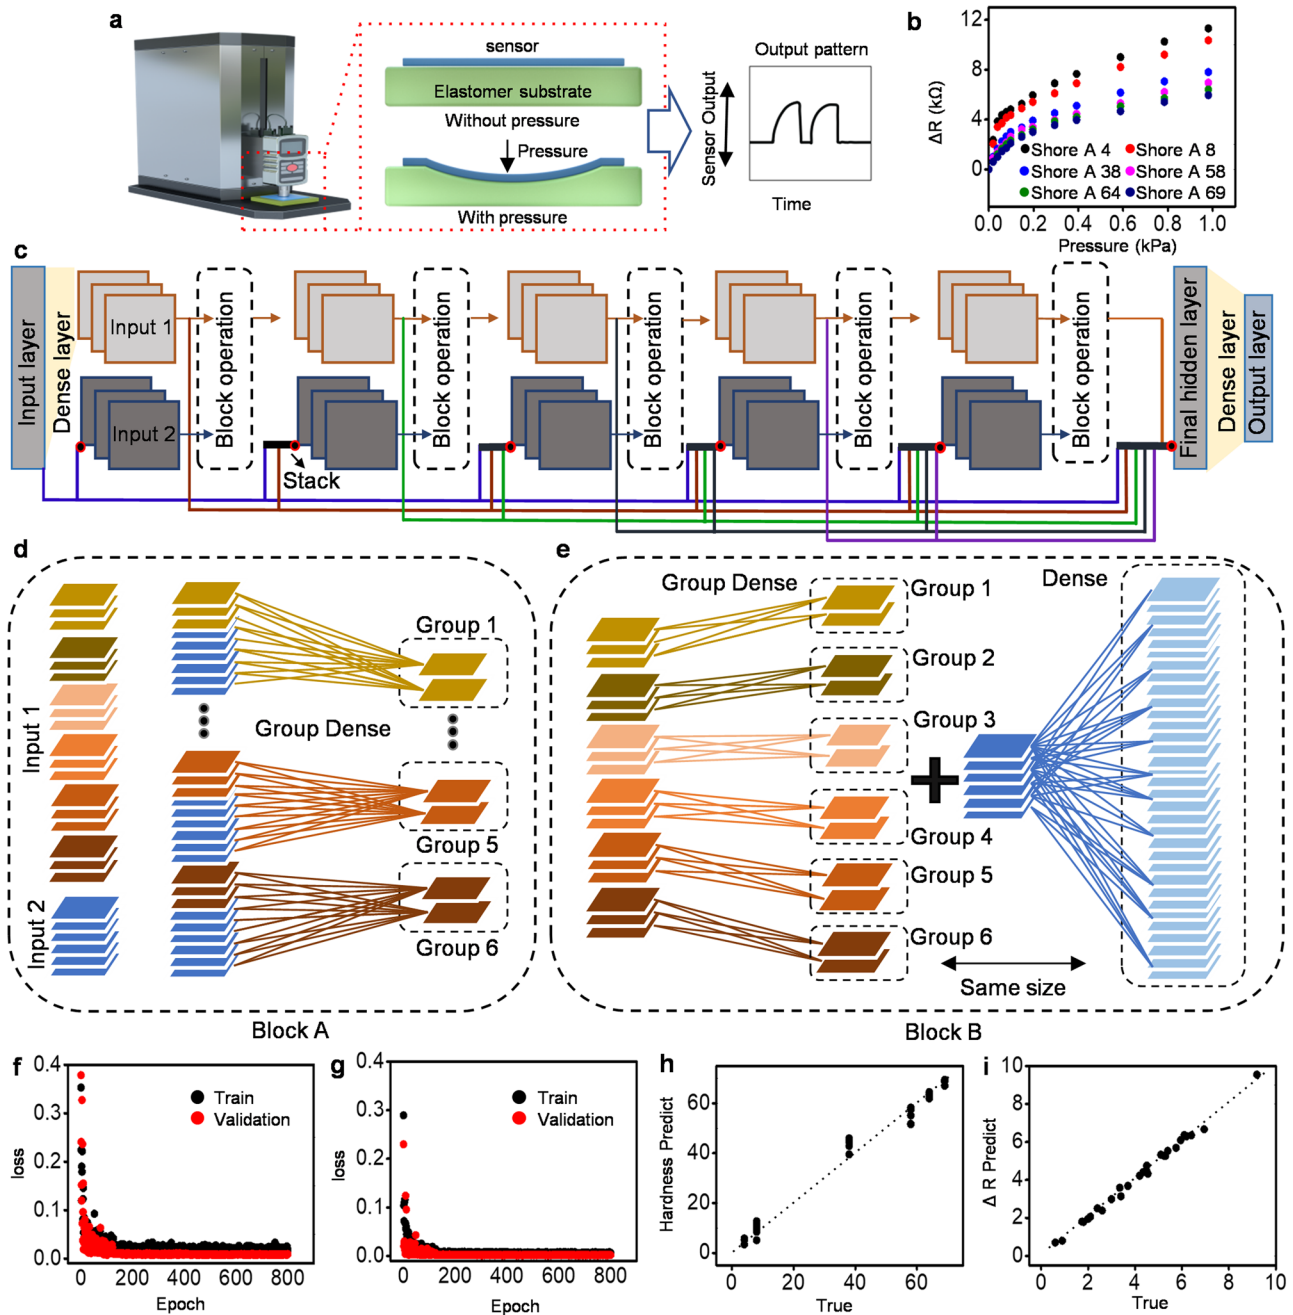 a
sensor
Elastomer substrate
Without pressure
Pressure
With pressure
Output pattern
Sensor Output
Time
b
12
8
4
0
ΔR (kΩ)
Shore A 4
Shore A 8
Shore A 38
Shore A 58
Shore A 64
Shore A 69
0.0 0.2 0.4 0.6 0.8 1.0
Pressure (kPa)
c
Input layer
Dense layer
Input 1
Input 2
Block operation
Block operation
Block operation
Block operation
Block operation
Stack
Final hidden layer
Dense layer
Output layer
d
Input 1
Input 2
Group 1
Group Dense
Group 5
Group 6
Block A
e
Group Dense
Group 1
Group 2
Group 3
Group 4
Group 5
Group 6
Dense
Same size
Block B
f
0.4
0.3
0.2
0.1
0.0
loss
Train
Validation
0 200 400 600 800
Epoch
g
0.4
0.3
0.2
0.1
0.0
loss
Train
Validation
0 200 400 600 800
Epoch
h
60
40
20
0
Hardness Predict
0 20 40 60
True
i
10
8
6
4
2
0
Δ R Predict
0 2 4 6 8 10
True